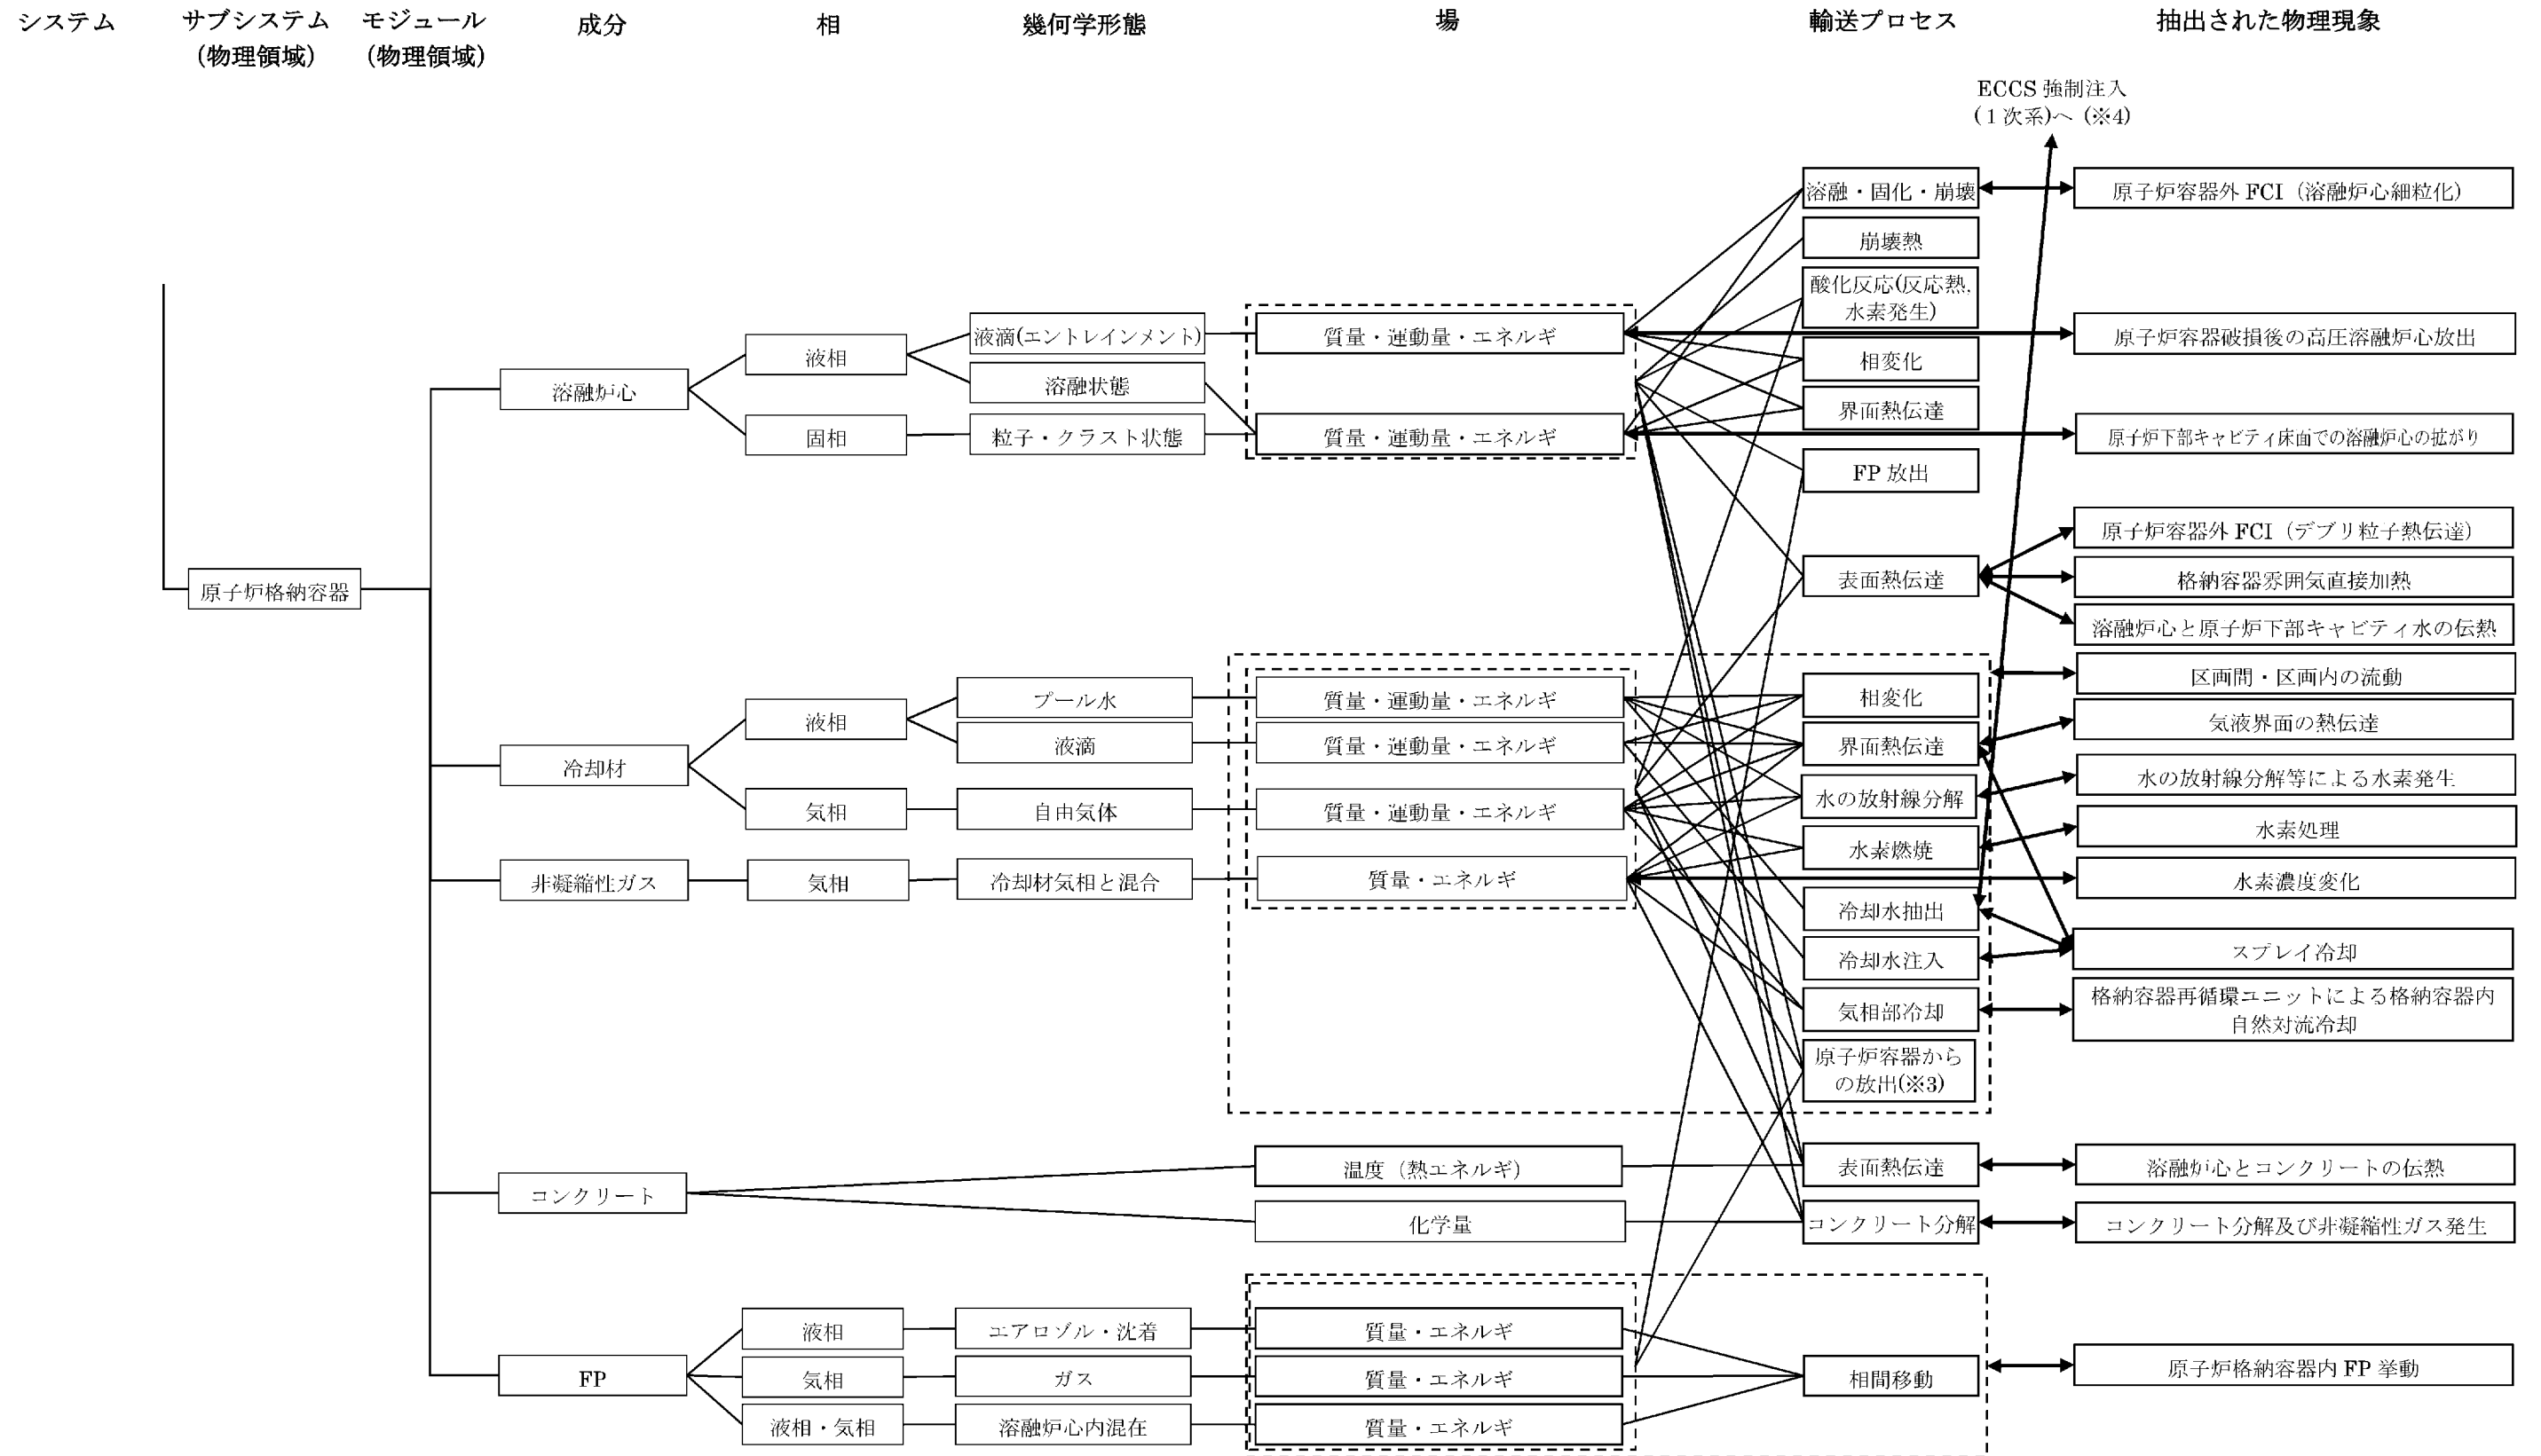 システム
サブシステム
(物理領域)
モジュール
(物理領域)
成分
相
幾何学形態
場
輸送プロセス
抽出された物理現象
ECCS 強制注入
(１次系)へ (※4)
溶融・固化・崩壊
原子炉容器外 FCI（溶融炉心細粒化）
崩壊熱
酸化反応(反応熱,
水素発生)
液滴(エントレインメント)
質量・運動量・エネルギ
原子炉容器破損後の高圧溶融炉心放出
液相
相変化
溶融炉心
溶融状態
界面熱伝達
固相
粒子・クラスト状態
質量・運動量・エネルギ
原子炉下部キャビティ床面での溶融炉心の拡がり
FP 放出
原子炉容器外 FCI（デブリ粒子熱伝達）
原子炉格納容器
表面熱伝達
格納容器雰囲気直接加熱
溶融炉心と原子炉下部キャビティ水の伝熱
区画間・区画内の流動
プール水
質量・運動量・エネルギ
相変化
液相
気液界面の熱伝達
液滴
質量・運動量・エネルギ
界面熱伝達
冷却材
水の放射線分解等による水素発生
水の放射線分解
気相
自由気体
質量・運動量・エネルギ
水素処理
水素燃焼
非凝縮性ガス
気相
冷却材気相と混合
質量・エネルギ
水素濃度変化
冷却水抽出
スプレイ冷却
冷却水注入
気相部冷却
格納容器再循環ユニットによる格納容器内
自然対流冷却
原子炉容器から
の放出(※3)
コンクリート
温度（熱エネルギ）
表面熱伝達
溶融炉心とコンクリートの伝熱
化学量
コンクリート分解
コンクリート分解及び非凝縮性ガス発生
液相
エアロゾル・沈着
質量・エネルギ
FP
気相
ガス
質量・エネルギ
相間移動
原子炉格納容器内 FP 挙動
液相・気相
溶融炉心内混在
質量・エネルギ